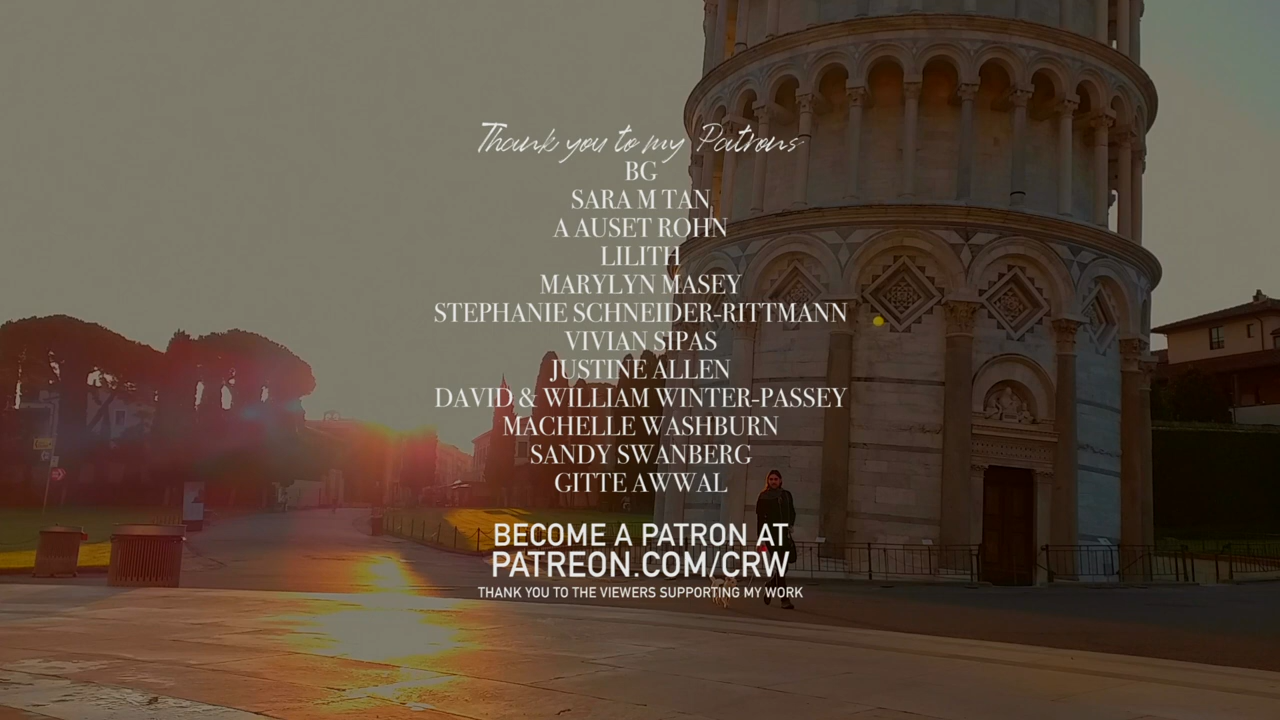 Thank you to my Patrons
BG
SARA M TAN
A AUSET ROHN
LILITH
MARYLYN MASEY
STEPHANIE SCHNEIDER-RITTMANN
VIVIAN SIPAS
JUSTINE ALLEN
DAVID & WILLIAM WINTER-PASSEY
MACHELLE WASHBURN
SANDY SWANBERG
GITTE AWWAL
BECOME A PATRON AT
PATREON.COM/CRW
THANK YOU TO THE VIEWERS SUPPORTING MY WORK